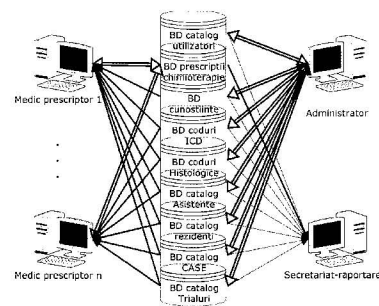 BD catalog
utilizatori
BD prescriptii
chimioterapie
Medic prescriptor 1
BD
cunostiinte
Administrator
BD coduri
ICD
BD coduri
Histologice
BD catalog
Asistente
BD catalog
rezidenti
BD catalog
CASE
Medic prescriptor n
Secretariat-raportare
BD catalog
Trialuri